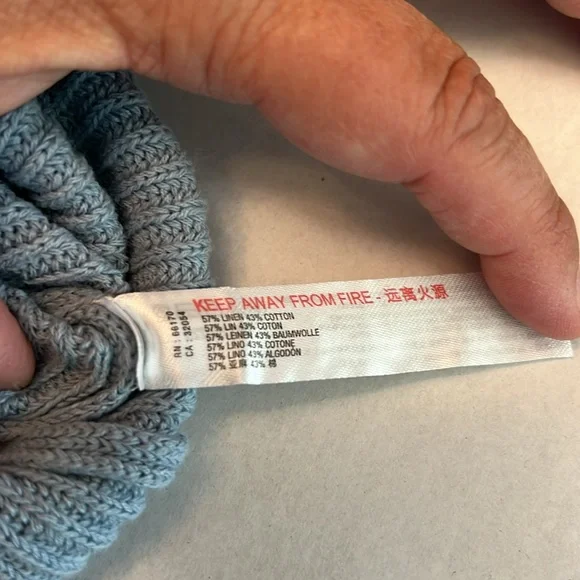 KEEP AWAY FROM FIRE - 远离火源
57% LINEN 43% COTTON
57% LIN 43% COTON
57% LEINEN 43% BAUMWOLLE
57% LINO 43% COTONE
57% LINO 43% ALGODÓN
57% 亚麻 43% 棉
RN: 66170
CA: 32054